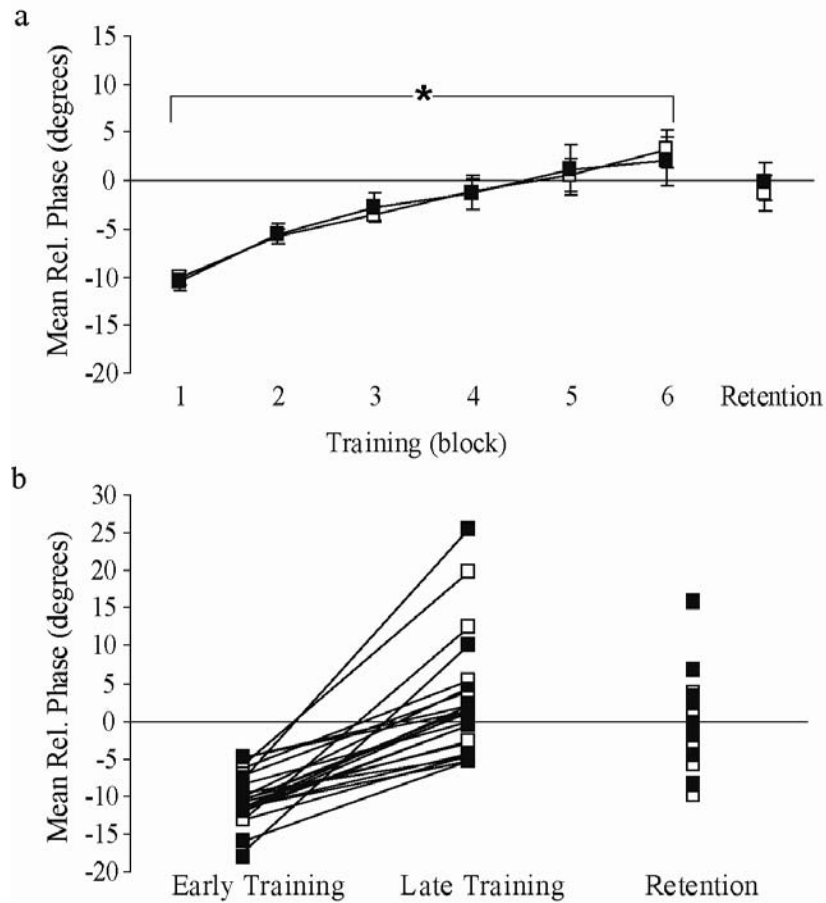 a
15
10
5
0
-5
-10
-15
-20
Mean Rel. Phase (degrees)
*
1 2 3 4 5 6 Retention
Training (block)
b
30
25
20
15
10
5
0
-5
-10
-15
-20
Mean Rel. Phase (degrees)
Early Training Late Training Retention